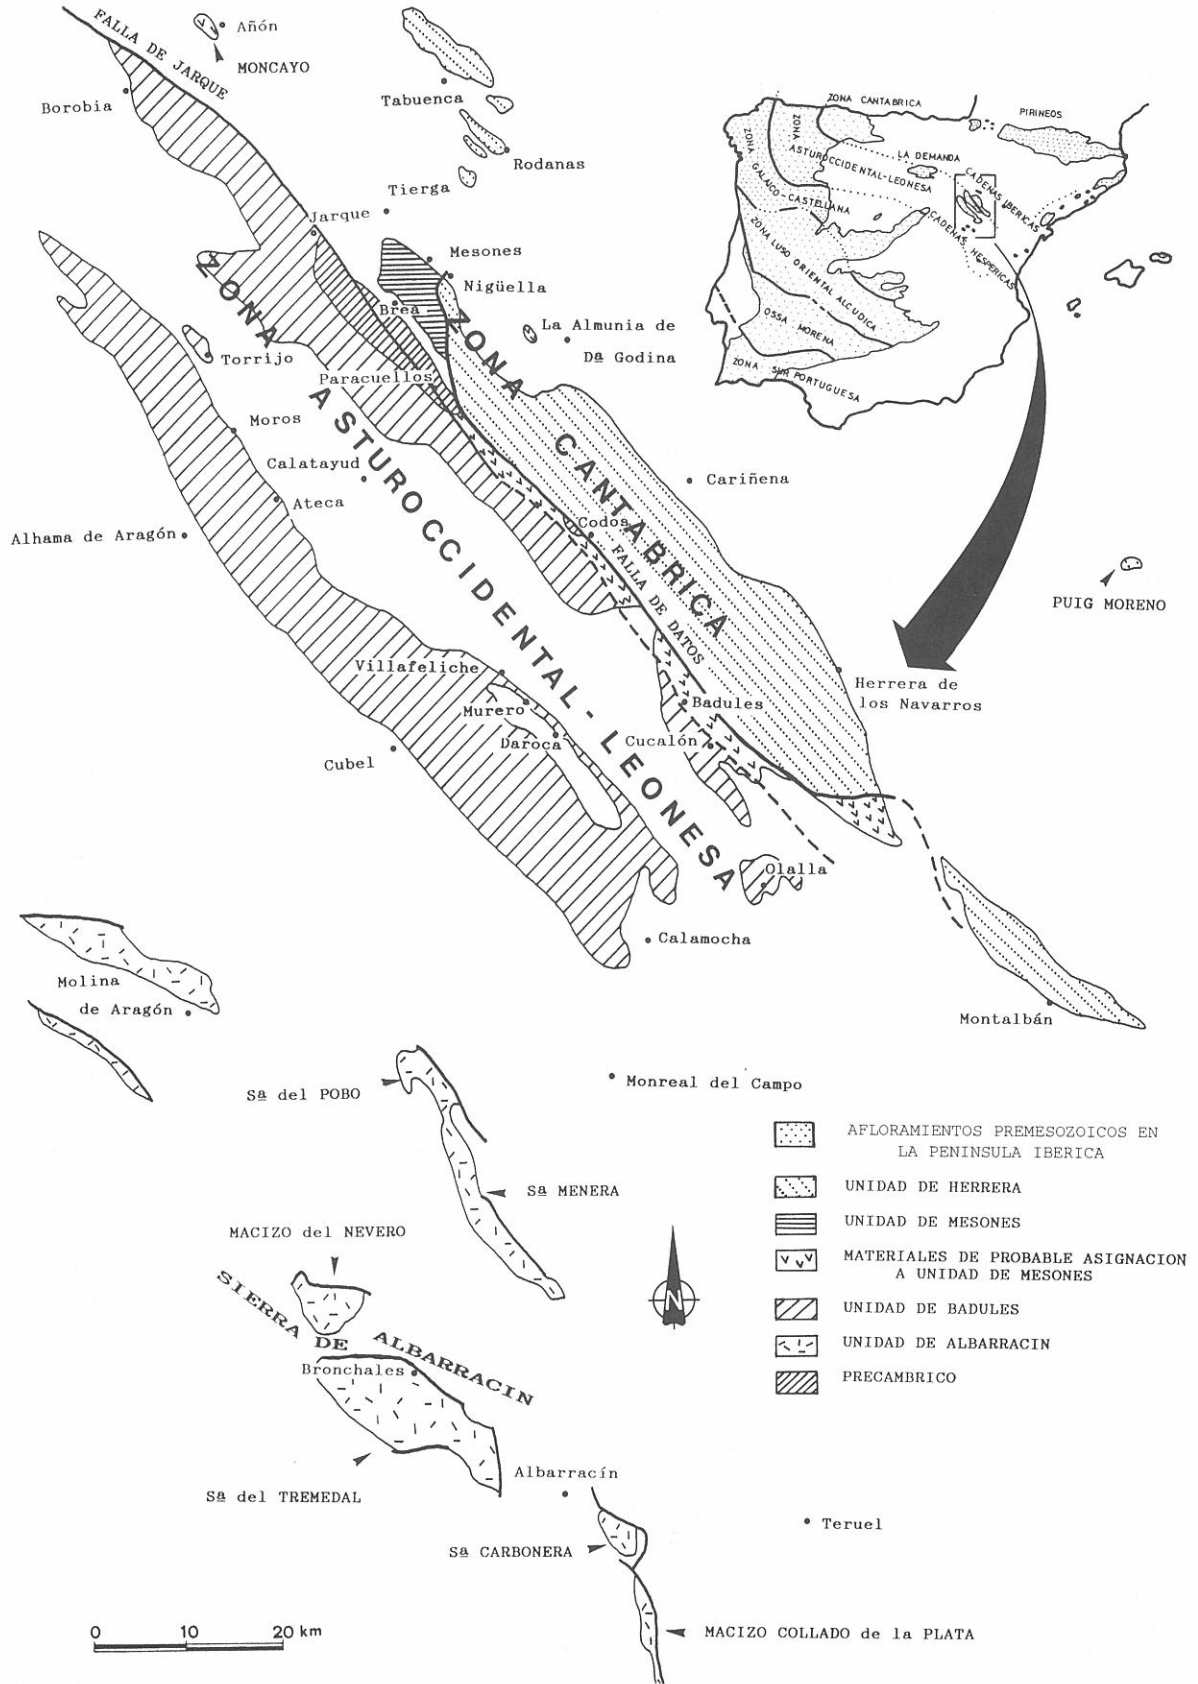 Añón
MONCAYO
FALLA DE JARQUE
Borobia
Tabuenca
Rodanas
Tierga
Jarque
Mesones
Nigüella
Brea
La Almunia de
Dª Godina
Torrijo
Paracuellos
Moros
Calatayud
Ateca
Alhama de Aragón
Cariñena
Codos
FALLA DE DATOS
ZONA CANTABRICA
ZONA ASTUROCCIDENTAL-LEONESA
Villafeliche
Murero
Daroca
Cubel
Badules
Cucalón
Herrera de
los Navarros
Olalla
Calamocha
Montalbán
PUIG MORENO
ZONA CANTABRICA
PIRINEOS
ZONA
ASTUROCCIDENTAL-LEONESA
LA DEMANDA
CADENAS IBERICAS
ZONA GALAICO-CASTELLANA
CADENAS HESPERICAS
ZONA LUSO ORIENTAL ALCUDICA
OSSA MORENA
ZONA SUR PORTUGUESA
Molina
de Aragón
Sª del POBO
Monreal del Campo
Sª MENERA
MACIZO del NEVERO
SIERRA DE ALBARRACIN
Bronchales
Sª del TREMEDAL
Albarracín
Teruel
Sª CARBONERA
MACIZO COLLADO de la PLATA
AFLORAMIENTOS PREMESOZOICOS EN
LA PENINSULA IBERICA
UNIDAD DE HERRERA
UNIDAD DE MESONES
MATERIALES DE PROBABLE ASIGNACION
A UNIDAD DE MESONES
UNIDAD DE BADULES
UNIDAD DE ALBARRACIN
PRECAMBRICO
N
0 10 20 km